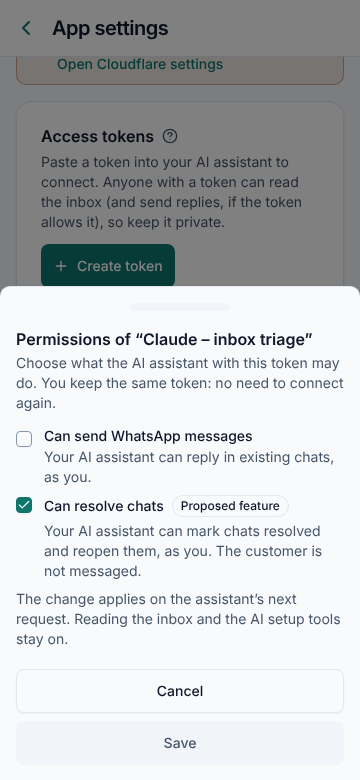 App settings
Open Cloudflare settings
Access tokens
Paste a token into your AI assistant to
connect. Anyone with a token can read
the inbox (and send replies, if the token
allows it), so keep it private.
+ Create token
Permissions of “Claude – inbox triage”
Choose what the AI assistant with this token may
do. You keep the same token: no need to connect
again.
Can send WhatsApp messages
Your AI assistant can reply in existing chats,
as you.
Can resolve chats Proposed feature
Your AI assistant can mark chats resolved
and reopen them, as you. The customer is
not messaged.
The change applies on the assistant’s next
request. Reading the inbox and the AI setup tools
stay on.
Cancel
Save